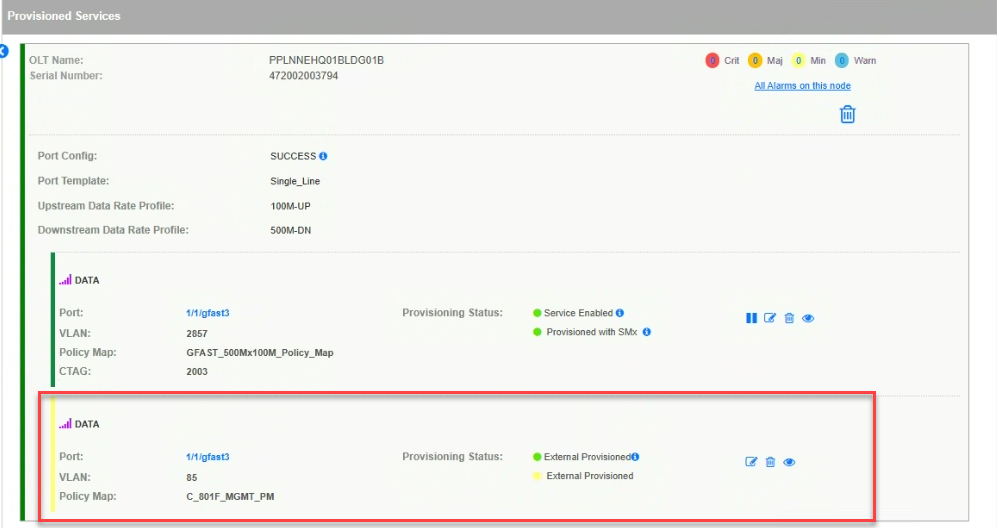 Provisioned Services
OLT Name: PPLNNEHQ01BLDG01B 0 Crit 0 Maj 0 Min 0 Warn
Serial Number: 472002003794
All Alarms on this node
Port Config: SUCCESS
Port Template: Single_Line
Upstream Data Rate Profile: 100M-UP
Downstream Data Rate Profile: 500M-DN
DATA
Port: 1/1/gfast3 Provisioning Status: Service Enabled
VLAN: 2857 Provisioned with SMx
Policy Map: GFAST_500Mx100M_Policy_Map
CTAG: 2003
DATA
Port: 1/1/gfast3 Provisioning Status: External Provisioned
VLAN: 85 External Provisioned
Policy Map: C_801F_MGMT_PM